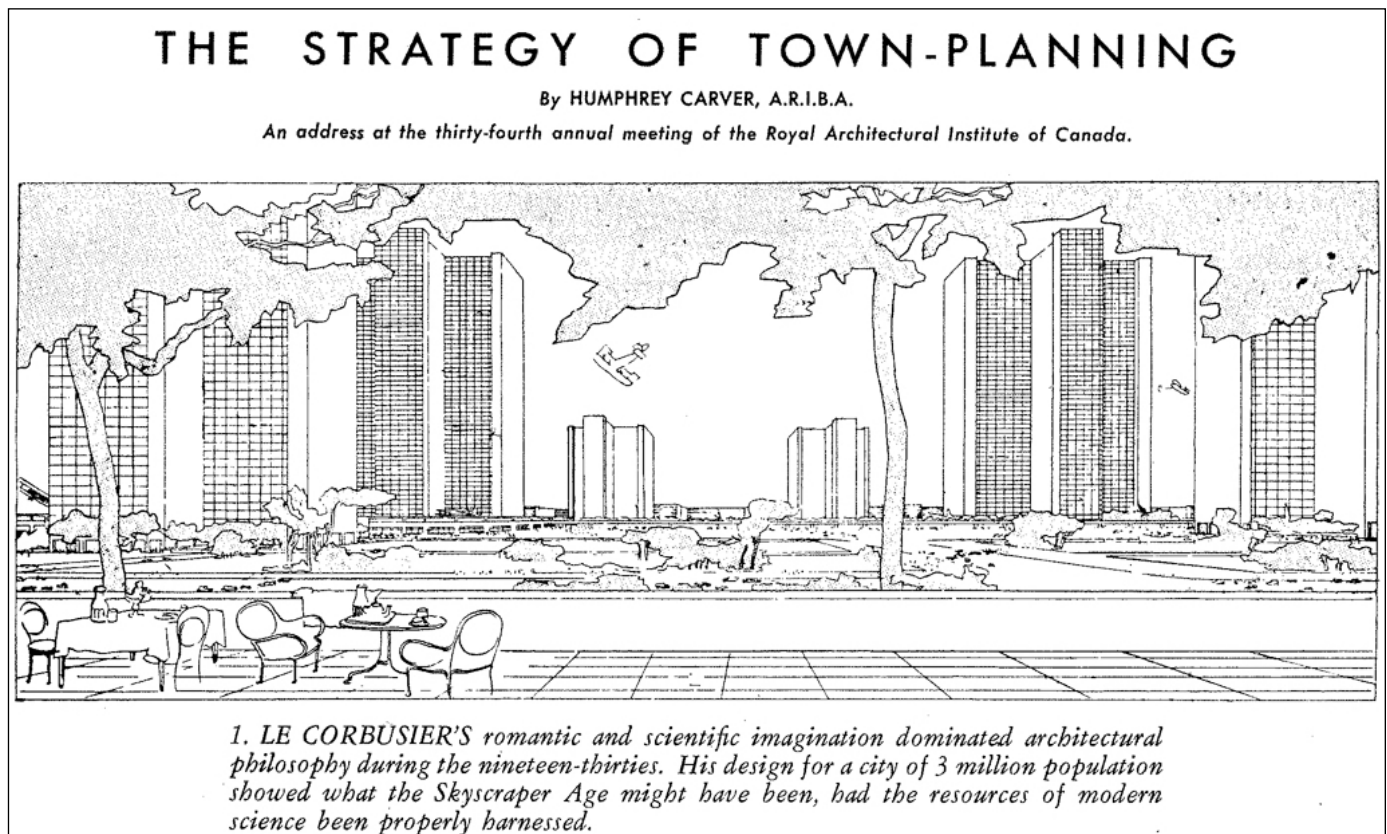 THE STRATEGY OF TOWN-PLANNING
By HUMPHREY CARVER, A.R.I.B.A.
An address at the thirty-fourth annual meeting of the Royal Architectural Institute of Canada.
1. LE CORBUSIER'S romantic and scientific imagination dominated architectural
philosophy during the nineteen-thirties. His design for a city of 3 million population
showed what the Skyscraper Age might have been, had the resources of modern
science been properly harnessed.